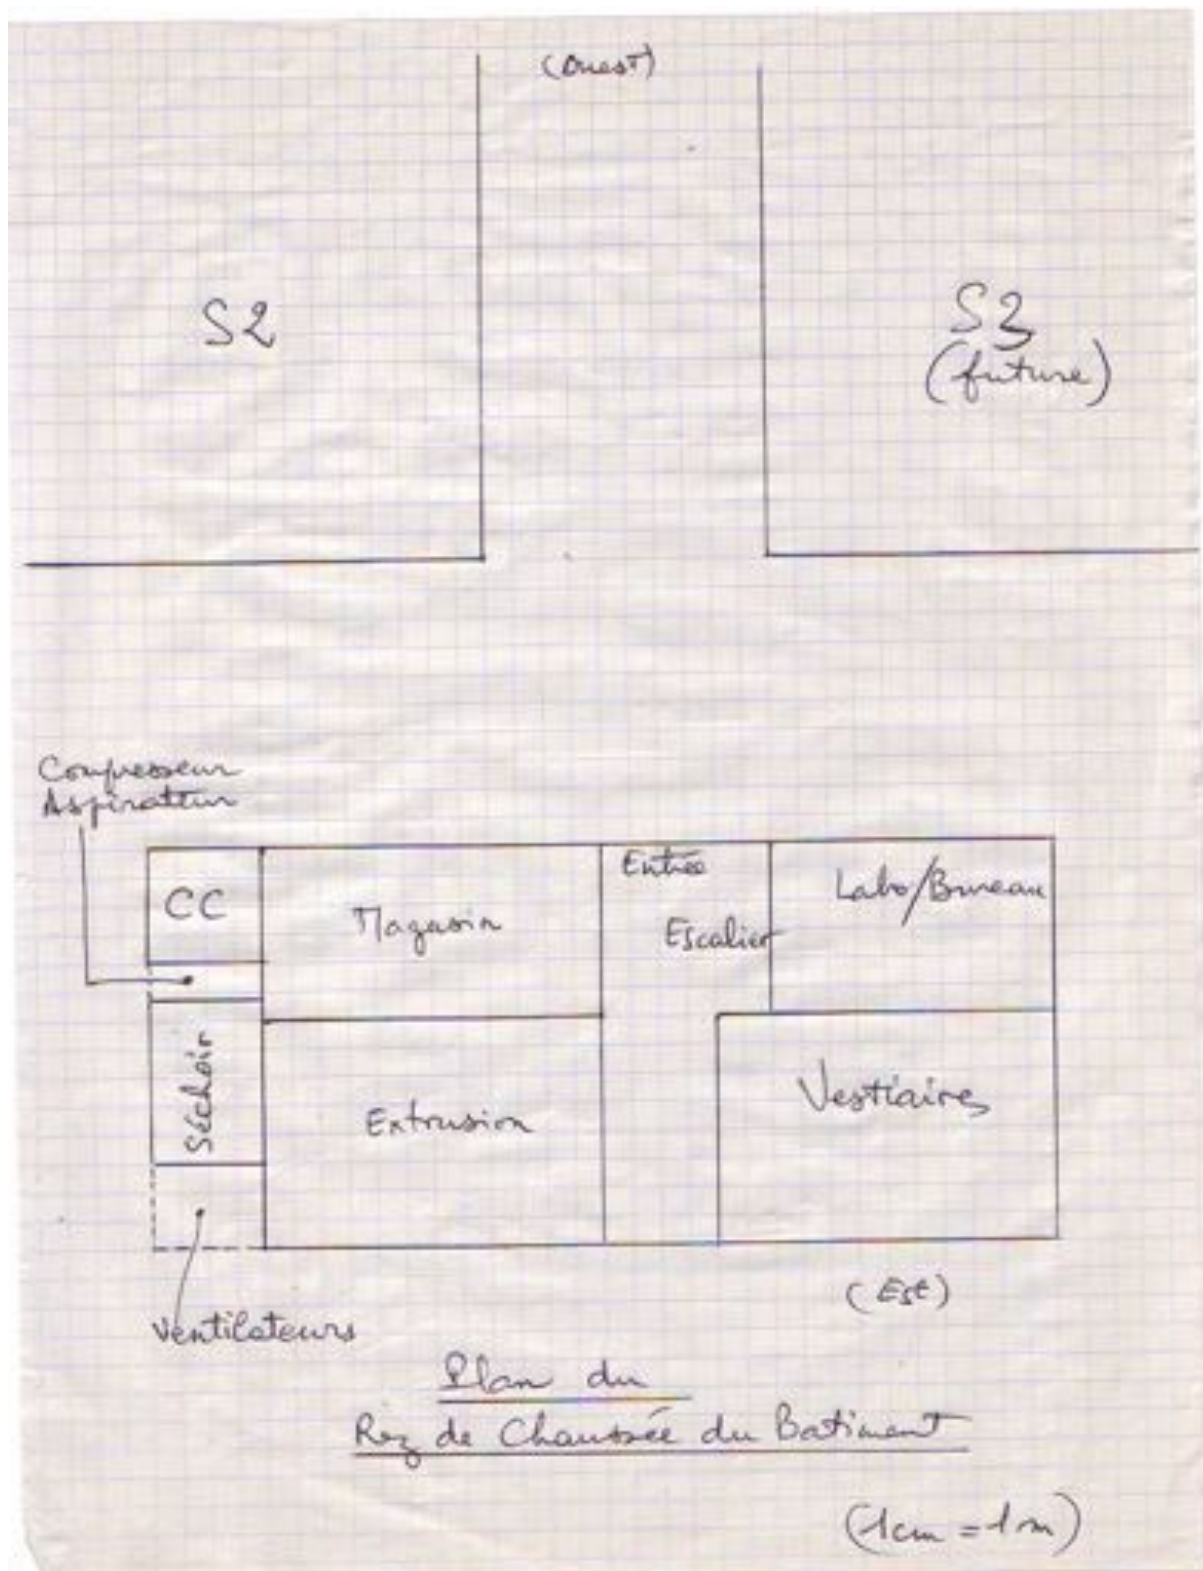 (Ouest)
S2
S3
(future)
Compresseur
Aspirateur
CC
Magasin
Entrée
Escalier
Labo/Bureau
Séchoir
Extrusion
Vestiaires
Ventilateurs
(Est)
Plan du
Rez de Chaussée du Batiment
(1cm = 1m)